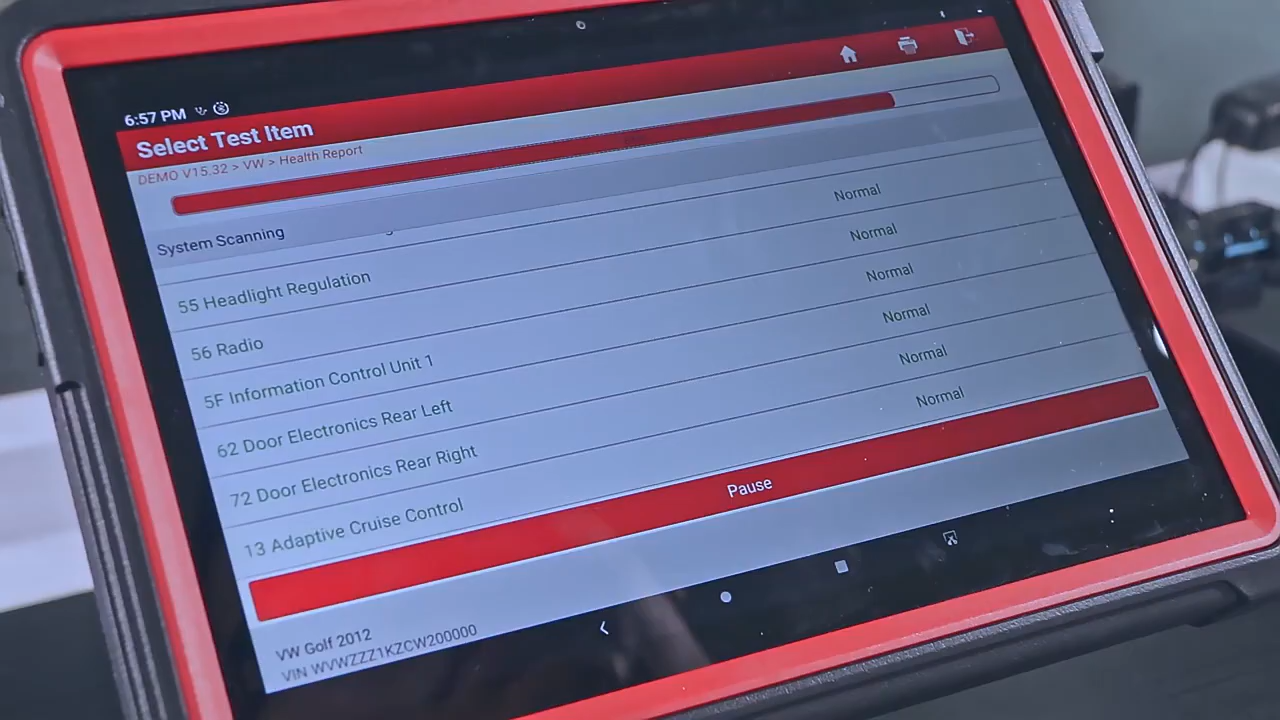 6:57 PM
Select Test Item
DEMO V15.32 > VW > Health Report
System Scanning
Normal
55 Headlight Regulation Normal
56 Radio Normal
5F Information Control Unit 1 Normal
62 Door Electronics Rear Left Normal
72 Door Electronics Rear Right Normal
13 Adaptive Cruise Control
Pause
VW Golf 2012
VIN WVWZZZ1KZCW200000